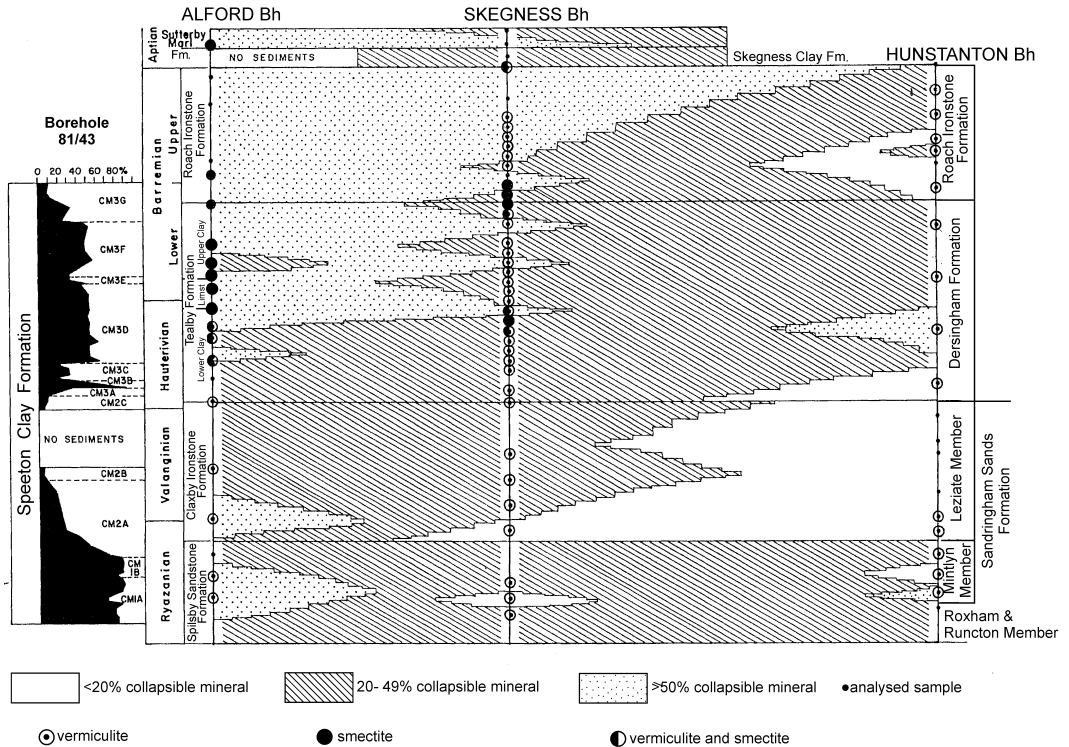 ALFORD Bh
SKEGNESS Bh
HUNSTANTON Bh
Aptian
Sutterby
Marl
Fm.
NO SEDIMENTS
Skegness Clay Fm.
Borehole
81/43
0 20 40 60 80%
Speeton Clay Formation
CM3G
CM3F
CM3E
CM3D
CM3C
CM3B
CM3A
CM2C
NO SEDIMENTS
CM2B
CM2A
CM
IB
CMIA
Barremian
Upper
Lower
Hauterivian
Valanginian
Ryazanian
Roach Ironstone
Formation
Tealby Formation
Upper Clay
Limst
Lower Clay
Claxby Ironstone
Formation
Spilsby Sandstone
Formation
Roach Ironstone
Formation
Dersingham Formation
Leziate Member
Mintlyn
Member
Sandringham Sands
Formation
Roxham &
Runcton Member
<20% collapsible mineral
20- 49% collapsible mineral
>50% collapsible mineral
analysed sample
vermiculite
smectite
vermiculite and smectite